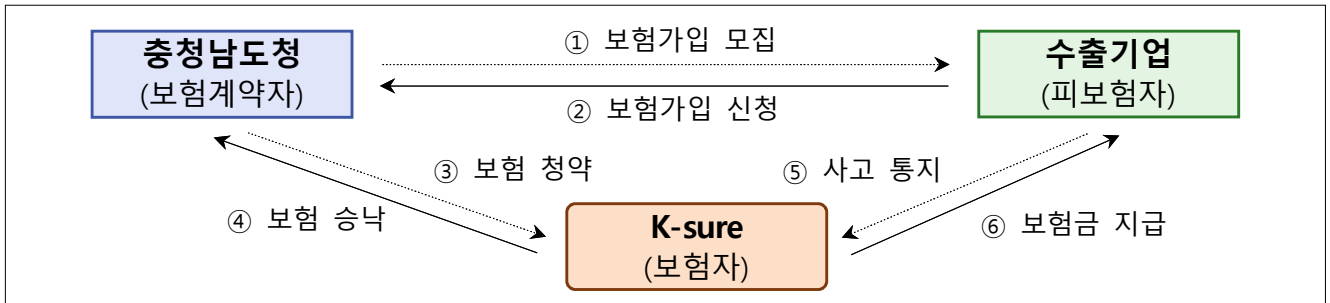 충청남도청
(보험계약자)
① 보험가입 모집
② 보험가입 신청
수출기업
(피보험자)
③ 보험 청약
④ 보험 승낙
⑤ 사고 통지
⑥ 보험금 지급
K-sure
(보험자)